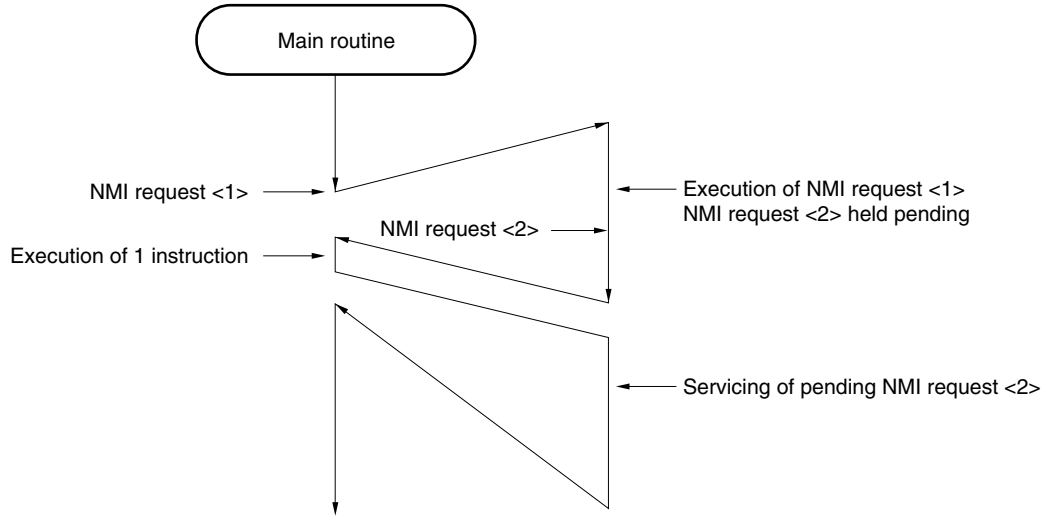 Main routine
NMI request <1>
Execution of NMI request <1>
NMI request <2> held pending
NMI request <2>
Execution of 1 instruction
Servicing of pending NMI request <2>